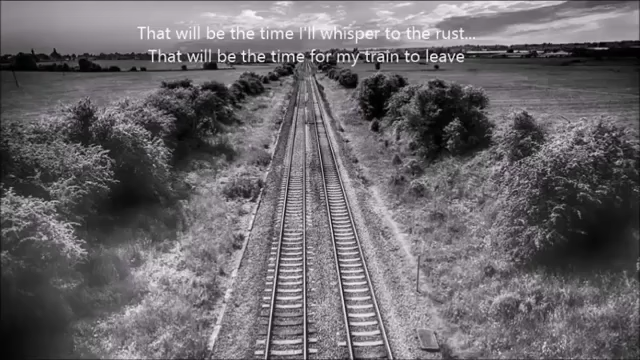 That will be the time I'll whisper to the rust...
That will be the time for my train to leave